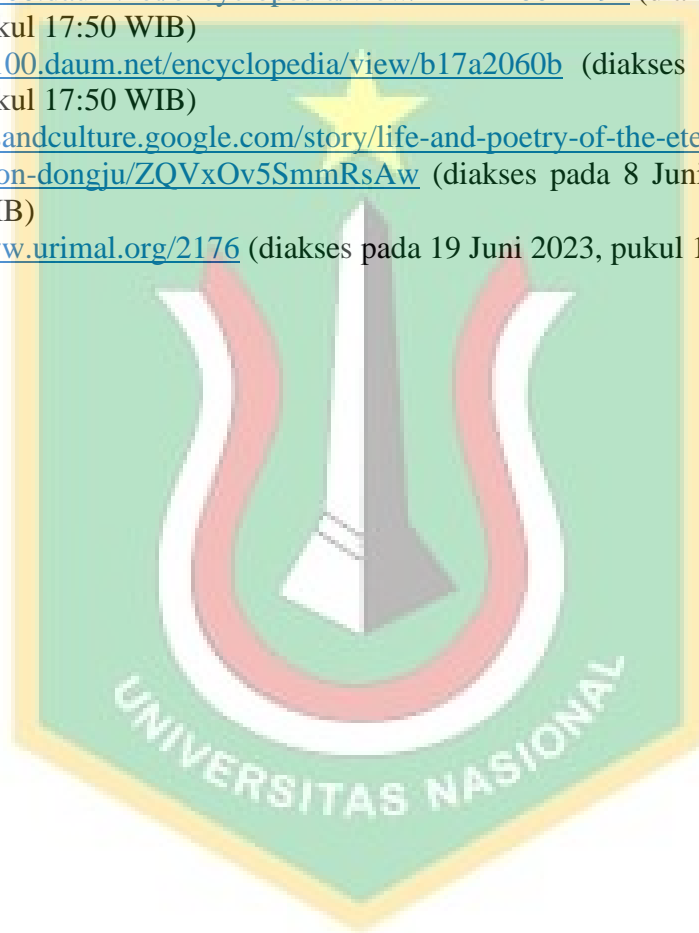 kul 17:50 WIB)
100.daum.net/encyclopedia/view/b17a2060b (diakses
kul 17:50 WIB)
sandculture.google.com/story/life-and-poetry-of-the-ete
on-dongju/ZQVxOv5SmmRsAw (diakses pada 8 Juni
IB)
w.urimal.org/2176 (diakses pada 19 Juni 2023, pukul 1
UNIVERSITAS NASIONAL